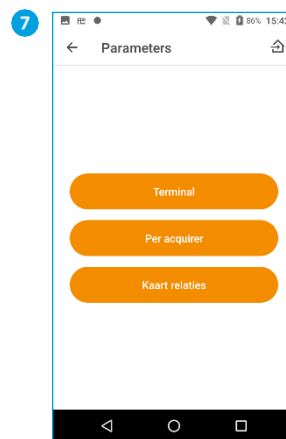 7
86% 15:42
Parameters
Terminal
Per acquirer
Kaart relaties